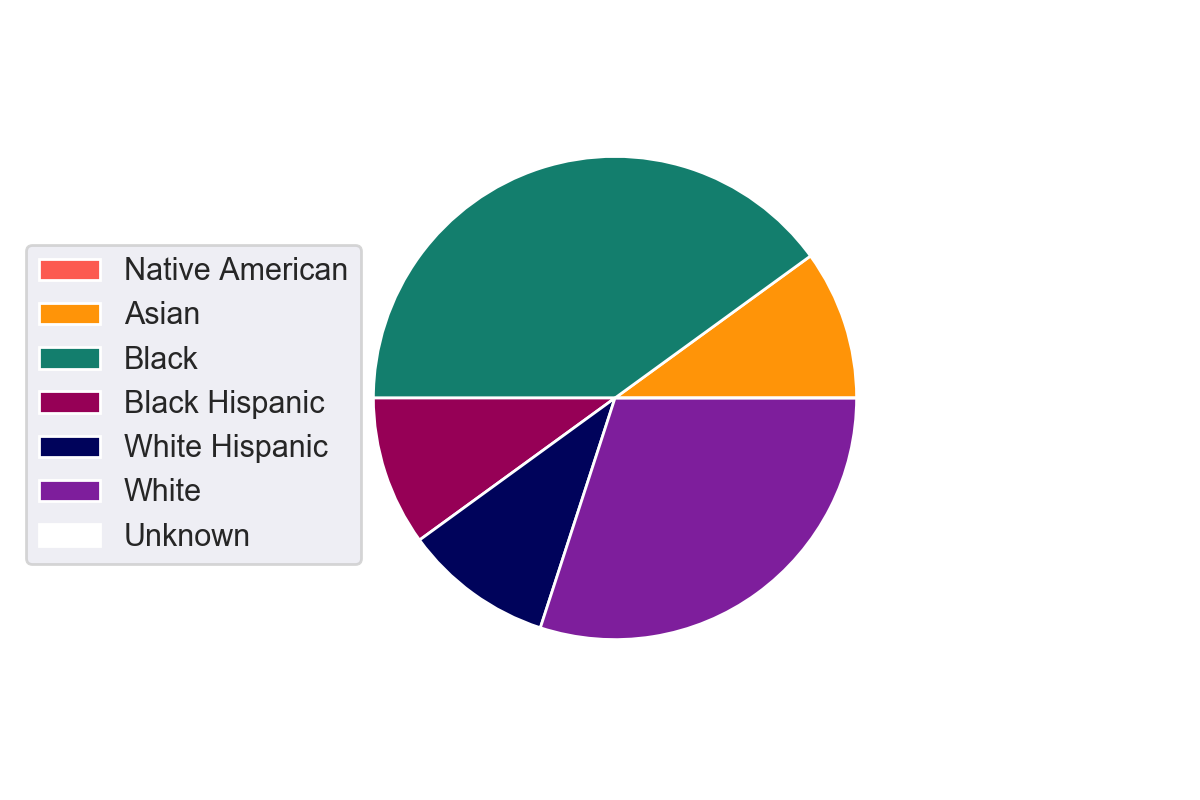 Native American
Asian
Black
Black Hispanic
White Hispanic
White
Unknown